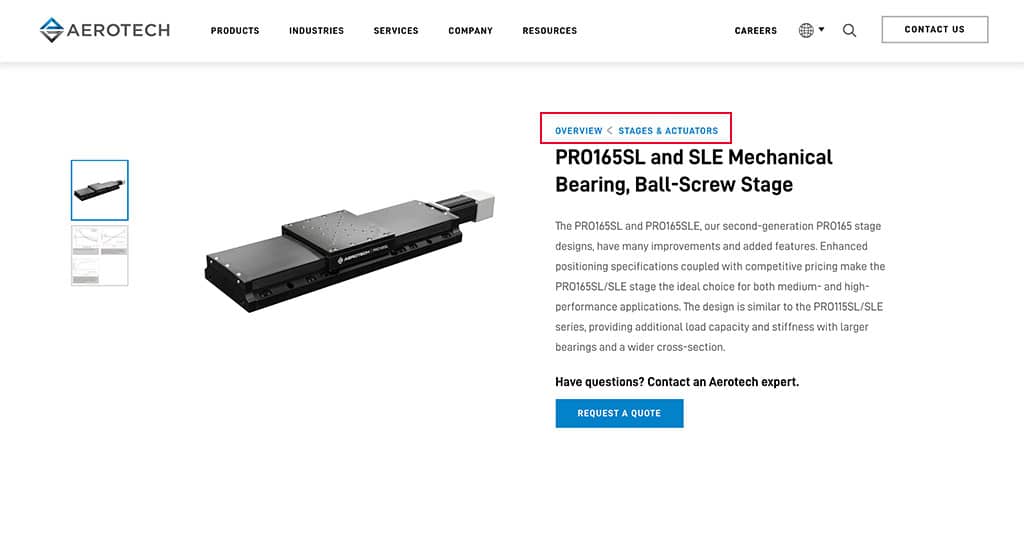 AEROTECH
PRODUCTS INDUSTRIES SERVICES COMPANY RESOURCES CAREERS CONTACT US
OVERVIEW < STAGES & ACTUATORS
PRO165SL and SLE Mechanical
Bearing, Ball-Screw Stage
The PRO165SL and PRO165SLE, our second-generation PRO165 stage
designs, have many improvements and added features. Enhanced
positioning specifications coupled with competitive pricing make the
PRO165SL/SLE stage the ideal choice for both medium- and high-
performance applications. The design is similar to the PRO115SL/SLE
series, providing additional load capacity and stiffness with larger
bearings and a wider cross-section.
Have questions? Contact an Aerotech expert.
REQUEST A QUOTE
AEROTECH